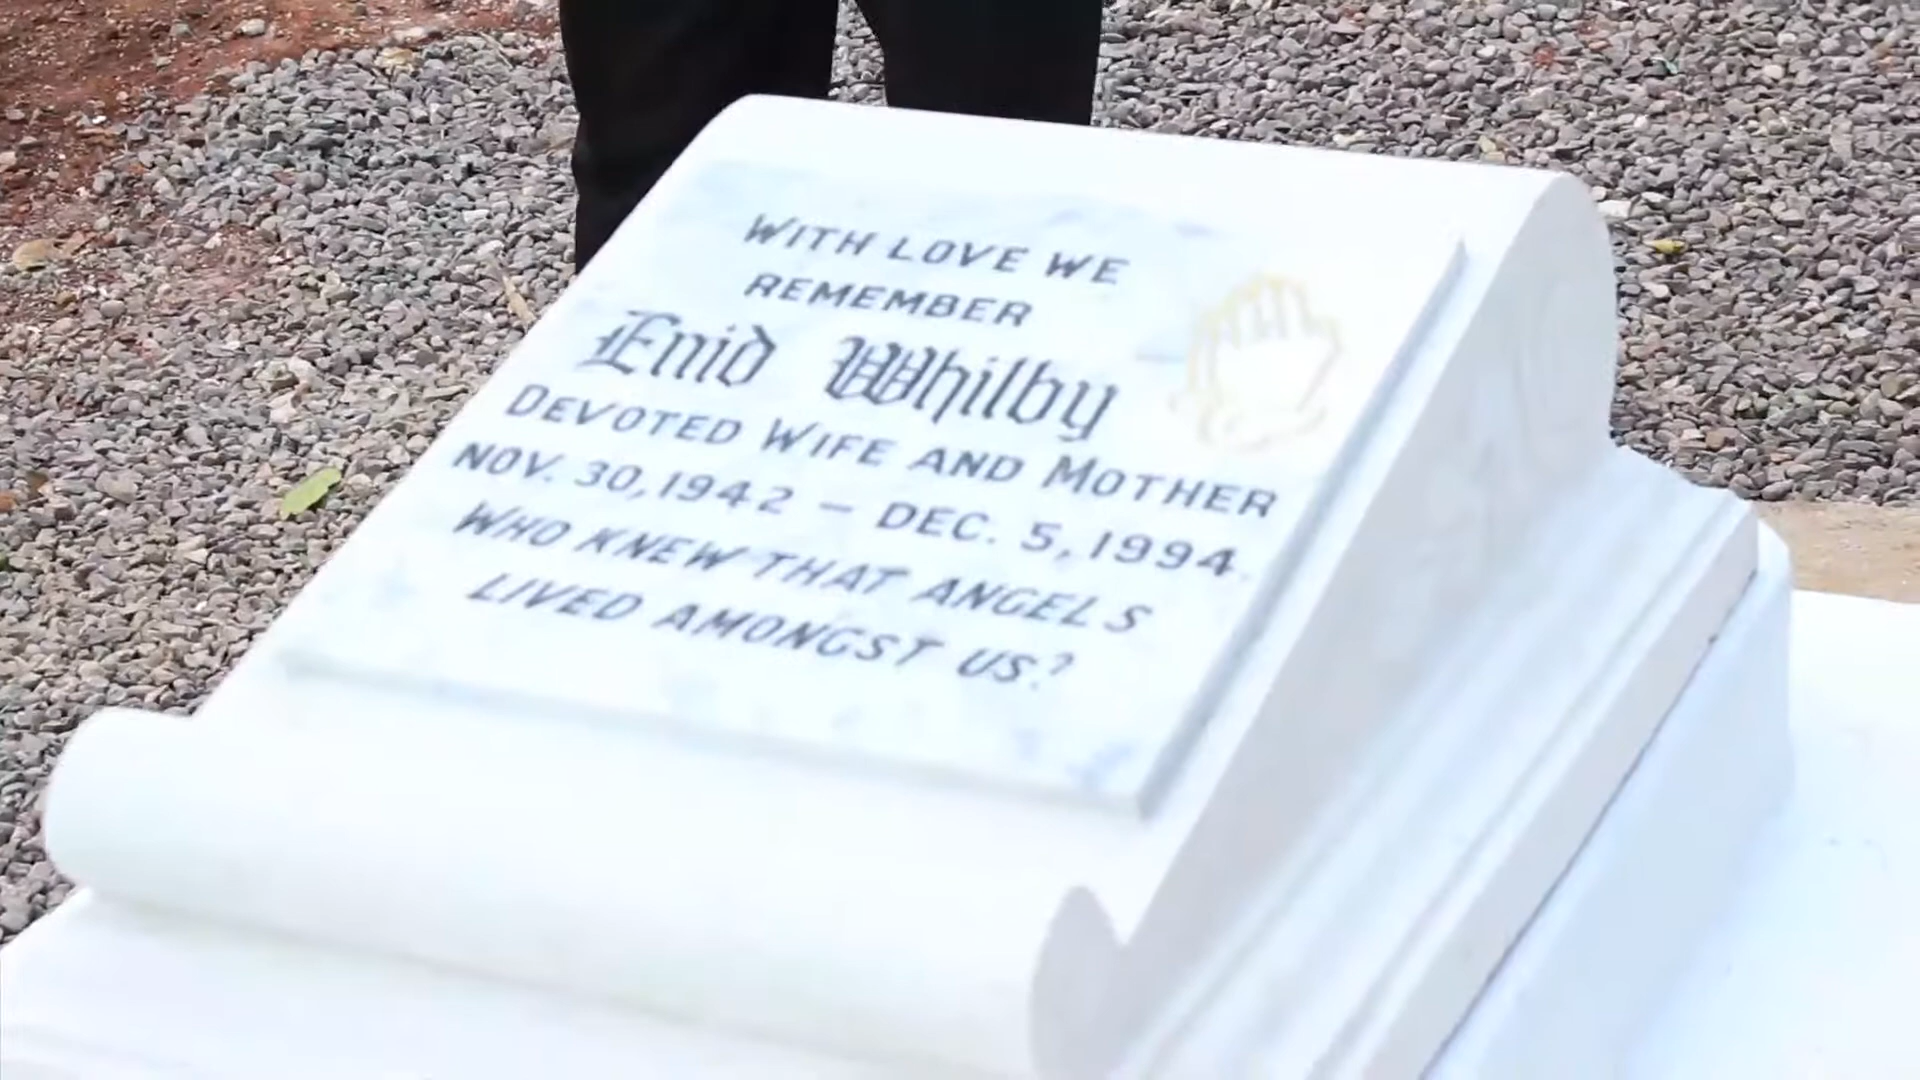 WITH LOVE WE
REMEMBER
Enid Whilby
DEVOTED WIFE AND MOTHER
NOV. 30, 1942 – DEC. 5, 1994.
WHO KNEW THAT ANGELS
LIVED AMONGST US?